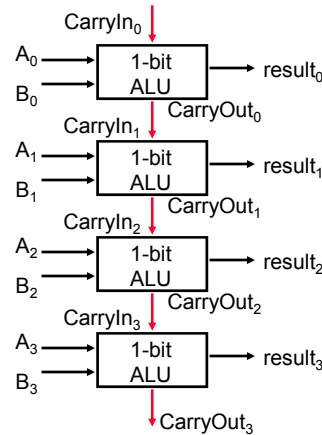 CarryIn₀
A₀
B₀
1-bit
ALU
result₀
CarryOut₀
CarryIn₁
A₁
B₁
1-bit
ALU
result₁
CarryOut₁
CarryIn₂
A₂
B₂
1-bit
ALU
result₂
CarryOut₂
CarryIn₃
A₃
B₃
1-bit
ALU
result₃
CarryOut₃